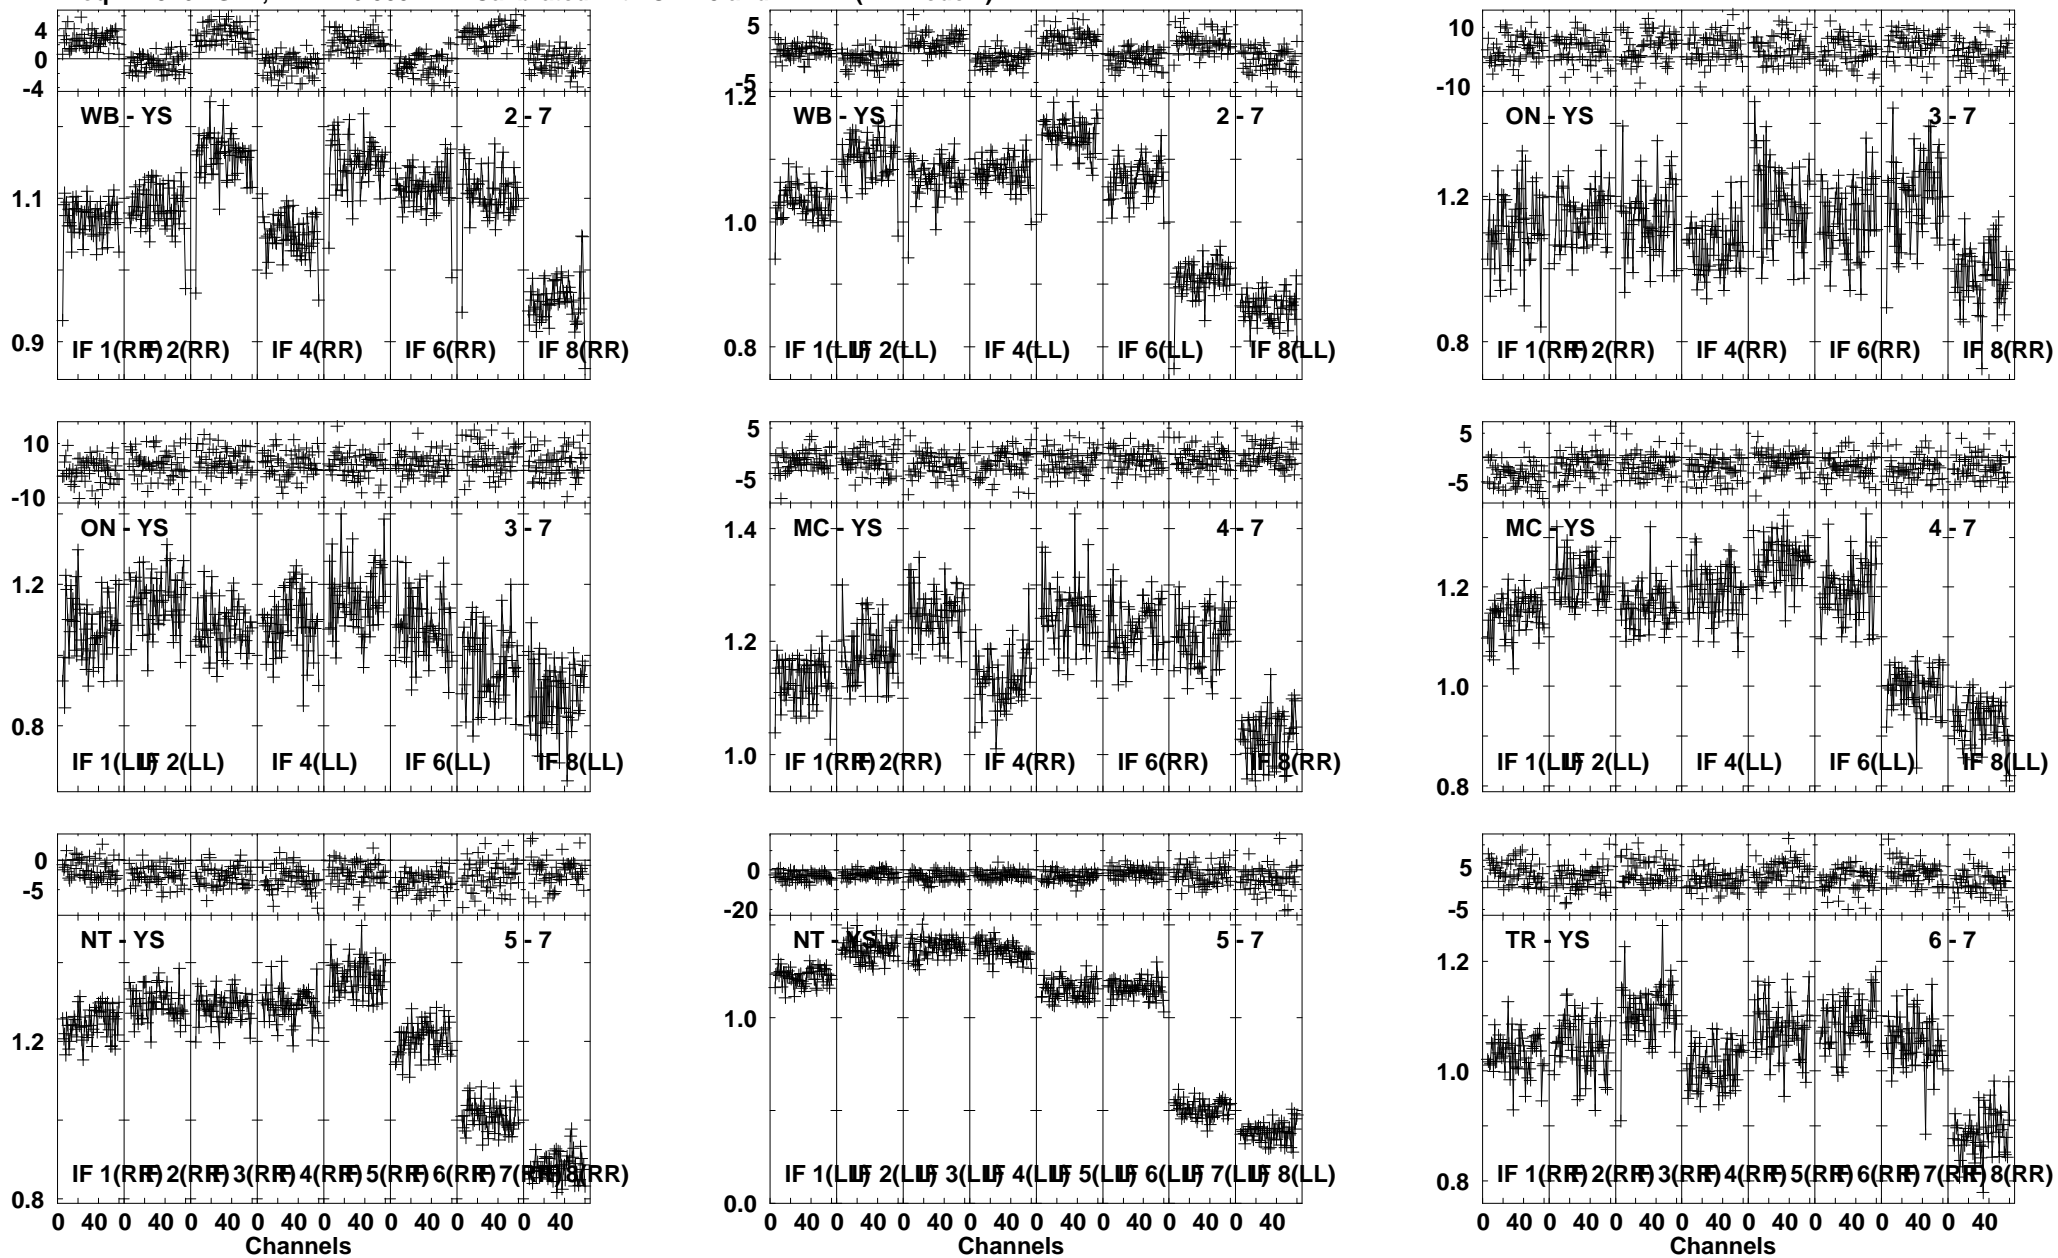 4
0
-4
WB - YS 2 - 7
1.1
0.9
IF 1(RR) IF 2(RR) IF 4(RR) IF 6(RR) IF 8(RR)
5
-5
1.2
WB - YS 2 - 7
1.0
0.8
IF 1(LL) IF 2(LL) IF 4(LL) IF 6(LL) IF 8(LL)
10
-10
ON - YS 3 - 7
1.2
0.8
IF 1(RR) IF 2(RR) IF 4(RR) IF 6(RR) IF 8(RR)
10
-10
ON - YS 3 - 7
1.2
0.8
IF 1(LL) IF 2(LL) IF 4(LL) IF 6(LL) IF 8(LL)
5
-5
MC - YS 4 - 7
1.4
1.2
1.0
IF 1(RR) IF 2(RR) IF 4(RR) IF 6(RR) IF 8(RR)
5
-5
MC - YS 4 - 7
1.2
1.0
0.8
IF 1(LL) IF 2(LL) IF 4(LL) IF 6(LL) IF 8(LL)
0
-5
NT - YS 5 - 7
1.2
0.8
IF 1(RR) IF 2(RR) IF 3(RR) IF 4(RR) IF 5(RR) IF 6(RR) IF 7(RR) IF 8(RR)
0 40 0 40 0 40 0 40 0 40 0 40 0 40 0 40
Channels
0
-20
NT - YS 5 - 7
1.0
0.0
IF 1(LL) IF 2(LL) IF 3(LL) IF 4(LL) IF 5(LL) IF 6(LL) IF 7(LL) IF 8(LL)
0 40 0 40 0 40 0 40 0 40 0 40 0 40 0 40
Channels
5
-5
TR - YS 6 - 7
1.2
1.0
0.8
IF 1(RR) IF 2(RR) IF 3(RR) IF 4(RR) IF 5(RR) IF 6(RR) IF 7(RR) IF 8(RR)
0 40 0 40 0 40 0 40 0 40 0 40 0 40 0 40
Channels